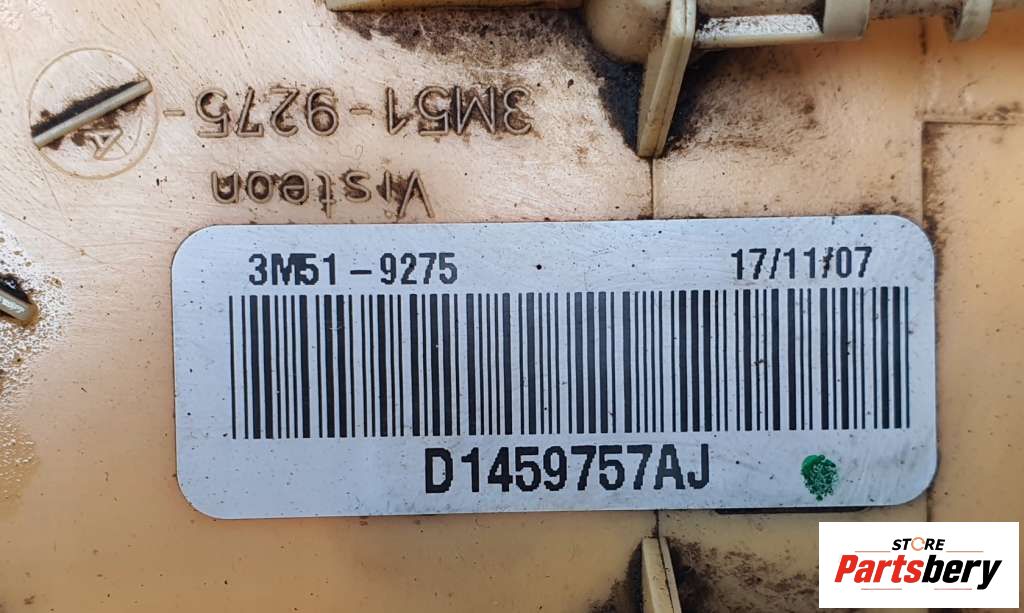 3M51-9275-
Visteon
3M51-9275 17/11/07
D1459757AJ
STORE
Partsbery